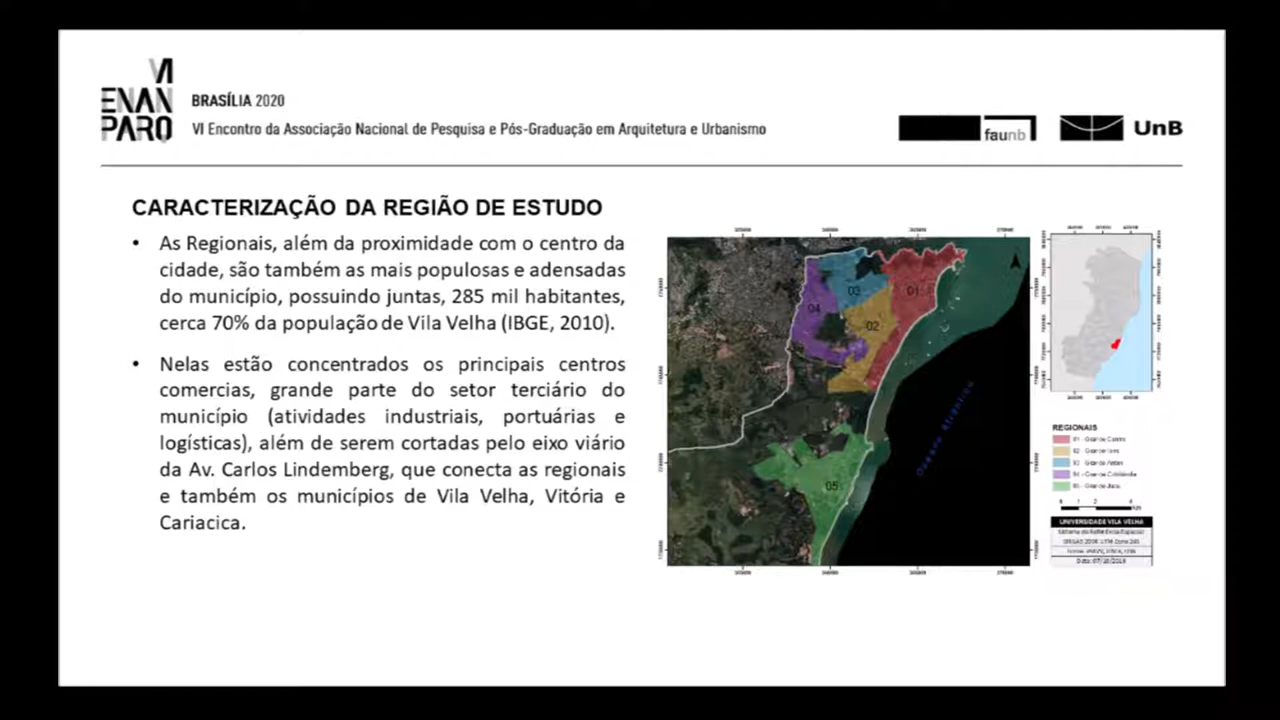 VI
ENAN
PARQ
BRASÍLIA 2020
VI Encontro da Associação Nacional de Pesquisa e Pós-Graduação em Arquitetura e Urbanismo
faunb
UnB
CARACTERIZAÇÃO DA REGIÃO DE ESTUDO
• As Regionais, além da proximidade com o centro da
cidade, são também as mais populosas e adensadas
do município, possuindo juntas, 285 mil habitantes,
cerca 70% da população de Vila Velha (IBGE, 2010).
• Nelas estão concentrados os principais centros
comercias, grande parte do setor terciário do
município (atividades industriais, portuárias e
logísticas), além de serem cortadas pelo eixo viário
da Av. Carlos Lindemberg, que conecta as regionais
e também os municípios de Vila Velha, Vitória e
Cariacica.
01
03
04
02
05
Oceano Atlântico
REGIONAIS
UNIVERSIDADE VILA VELHA